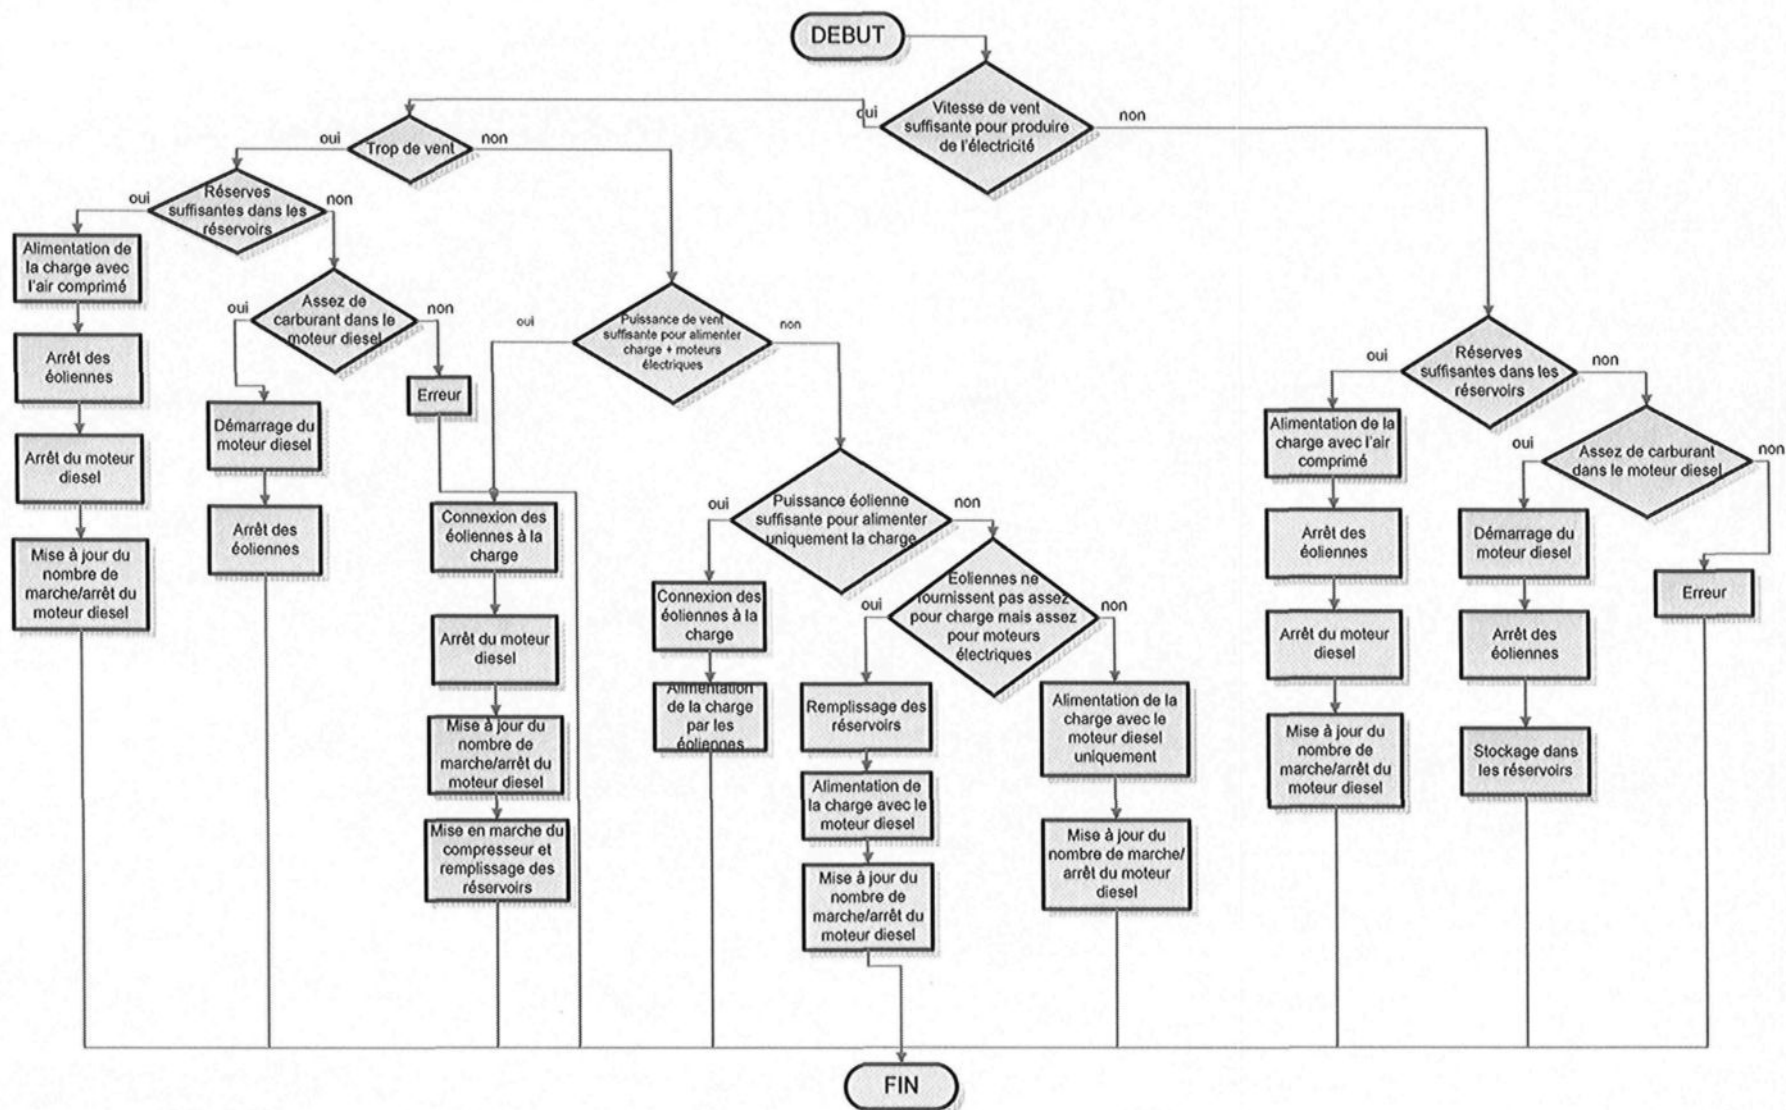 DEBUT
Vitesse de vent
suffisante pour produire
de l'électricité
oui
non
Trop de vent
oui
non
Réserves
suffisantes dans les
réservoirs
oui
non
Alimentation de
la charge avec
l'air comprimé
Arrêt des
éoliennes
Arrêt du moteur
diesel
Mise à jour du
nombre de
marche/arrêt du
moteur diesel
Assez de
carburant dans le
moteur diesel
oui
non
Démarrage du
moteur diesel
Arrêt des
éoliennes
Erreur
Puissance de vent
suffisante pour alimenter
charge + moteurs
électriques
oui
non
Connexion des
éoliennes à la
charge
Arrêt du moteur
diesel
Mise à jour du
nombre de
marche/arrêt du
moteur diesel
Mise en marche du
compresseur et
remplissage des
réservoirs
Puissance éolienne
suffisante pour alimenter
uniquement la charge
oui
non
Connexion des
éoliennes à la
charge
Alimentation
de la charge
par les
éoliennes
Eoliennes ne
fournissent pas assez
pour charge mais assez
pour moteurs
électriques
oui
non
Remplissage des
réservoirs
Alimentation de
la charge avec le
moteur diesel
Mise à jour du
nombre de
marche/arrêt du
moteur diesel
Alimentation de la
charge avec le
moteur diesel
uniquement
Mise à jour du
nombre de marche/
arrêt du moteur
diesel
Réserves
suffisantes dans les
réservoirs
oui
non
Alimentation de la
charge avec l'air
comprimé
Arrêt des
éoliennes
Arrêt du moteur
diesel
Mise à jour du
nombre de
marche/arrêt du
moteur diesel
Assez de carburant
dans le moteur diesel
oui
non
Démarrage du
moteur diesel
Arrêt des
éoliennes
Stockage dans
les réservoirs
Erreur
FIN